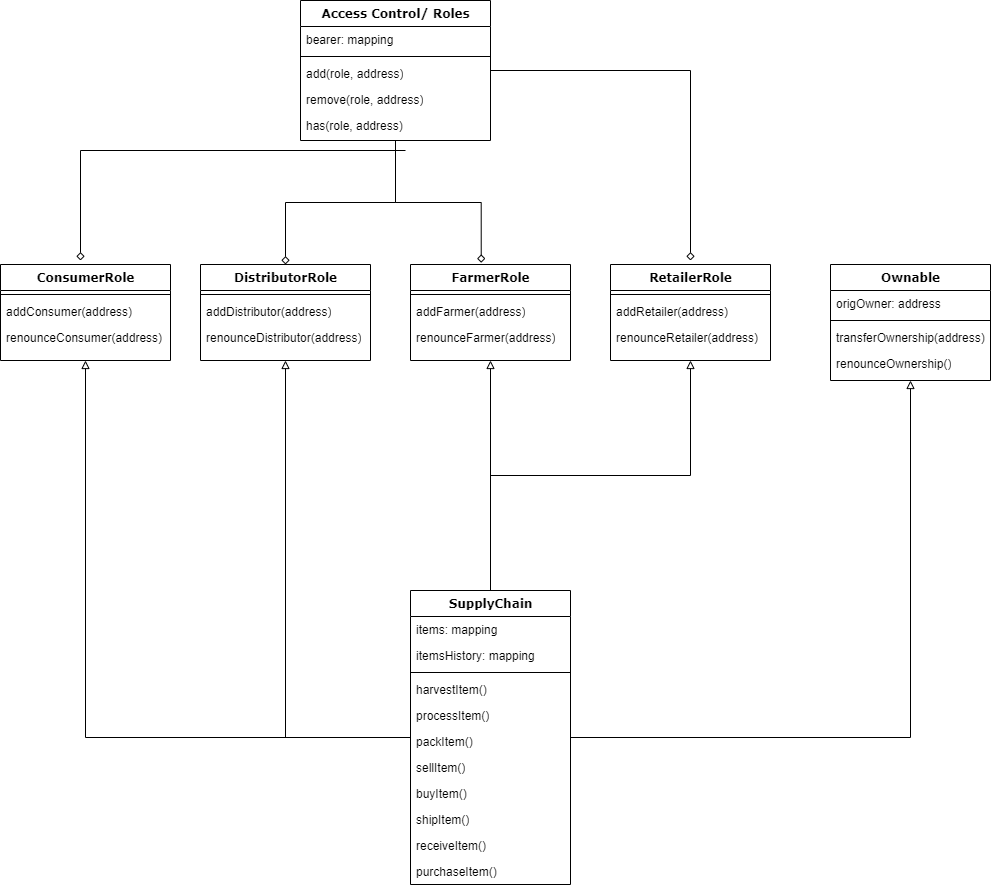 Access Control/ Roles
bearer: mapping
add(role, address)
remove(role, address)
has(role, address)
ConsumerRole
addConsumer(address)
renounceConsumer(address)
DistributorRole
addDistributor(address)
renounceDistributor(address)
FarmerRole
addFarmer(address)
renounceFarmer(address)
RetailerRole
addRetailer(address)
renounceRetailer(address)
Ownable
origOwner: address
transferOwnership(address)
renounceOwnership()
SupplyChain
items: mapping
itemsHistory: mapping
harvestItem()
processItem()
packItem()
sellItem()
buyItem()
shipItem()
receiveItem()
purchaseItem()